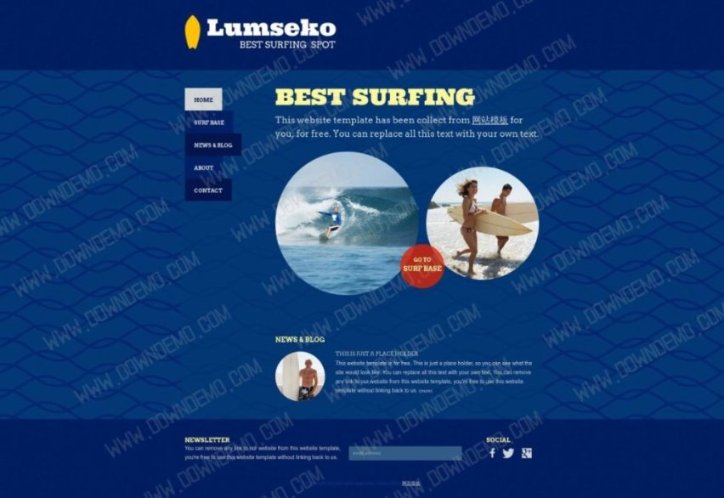 Lumseko
BEST SURFING SPOT
HOME
SURF BASE
NEWS & BLOG
ABOUT
CONTACT
BEST SURFING
This website template has been collect from 网站模板 for
you, for free. You can replace all this text with your own text.
GO TO
SURF BASE
NEWS & BLOG
THIS IS JUST A PLACE HOLDER
This website template is for free. This is just a place holder, so you can see what the
site would look like. You can replace all this text with your own text. You can remove
any link to our website from this website template, you're free to use this website
template without linking back to us.
NEWSLETTER
You can remove any link to our website from this website template,
you're free to use this website template without linking back to us.
email address
SOCIAL
WWW.DOWNDEMO.COM